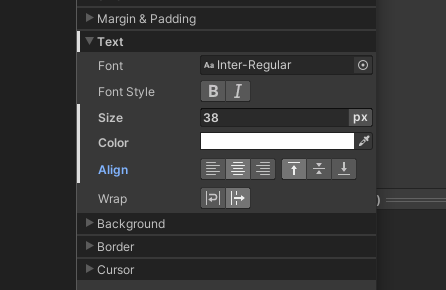 Margin & Padding
Text
Font Aa Inter-Regular
Font Style B I
Size 38 px
Color
Align
Wrap
Background
Border
Cursor